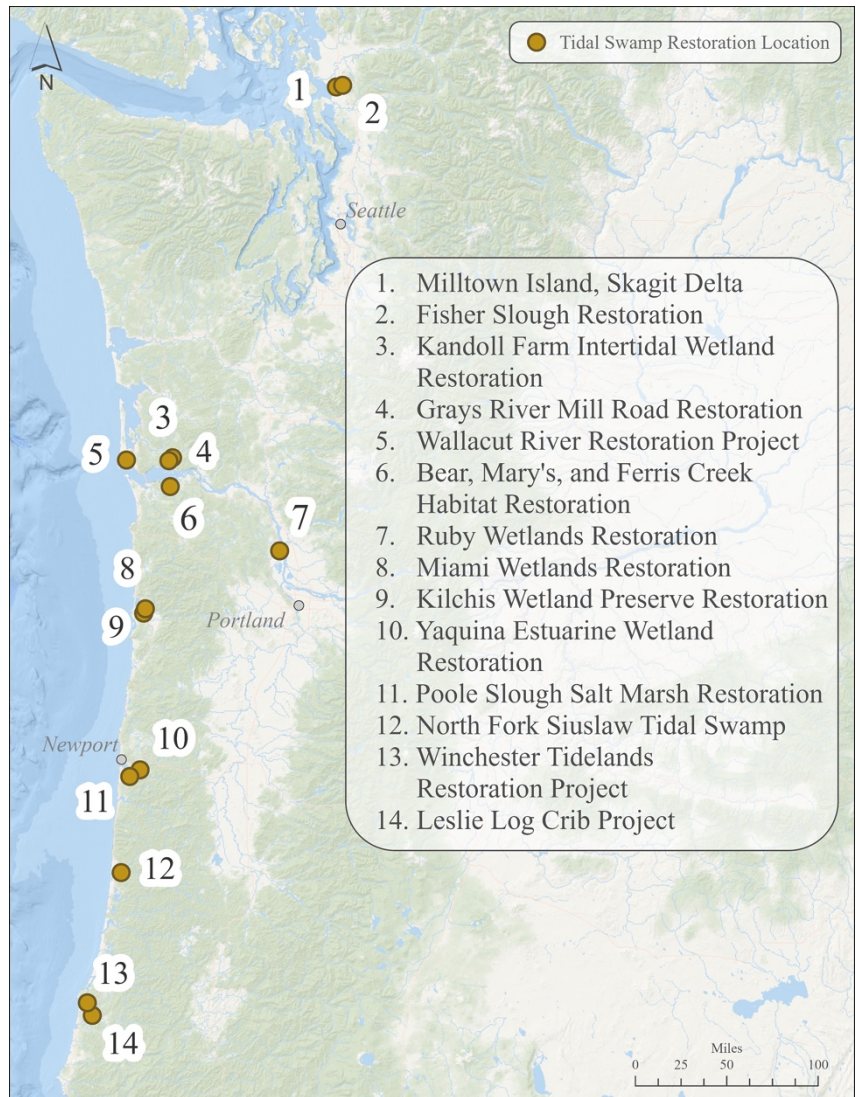 Tidal Swamp Restoration Location
N
1
2
Seattle
1. Milltown Island, Skagit Delta
2. Fisher Slough Restoration
3. Kandoll Farm Intertidal Wetland
Restoration
4. Grays River Mill Road Restoration
5. Wallacut River Restoration Project
6. Bear, Mary's, and Ferris Creek
Habitat Restoration
7. Ruby Wetlands Restoration
8. Miami Wetlands Restoration
9. Kilchis Wetland Preserve Restoration
10. Yaquina Estuarine Wetland
Restoration
11. Poole Slough Salt Marsh Restoration
12. North Fork Siuslaw Tidal Swamp
13. Winchester Tidelands
Restoration Project
14. Leslie Log Crib Project
3
4
5
6
7
8
9
Portland
Newport
10
11
12
13
14
Miles
0 25 50 100